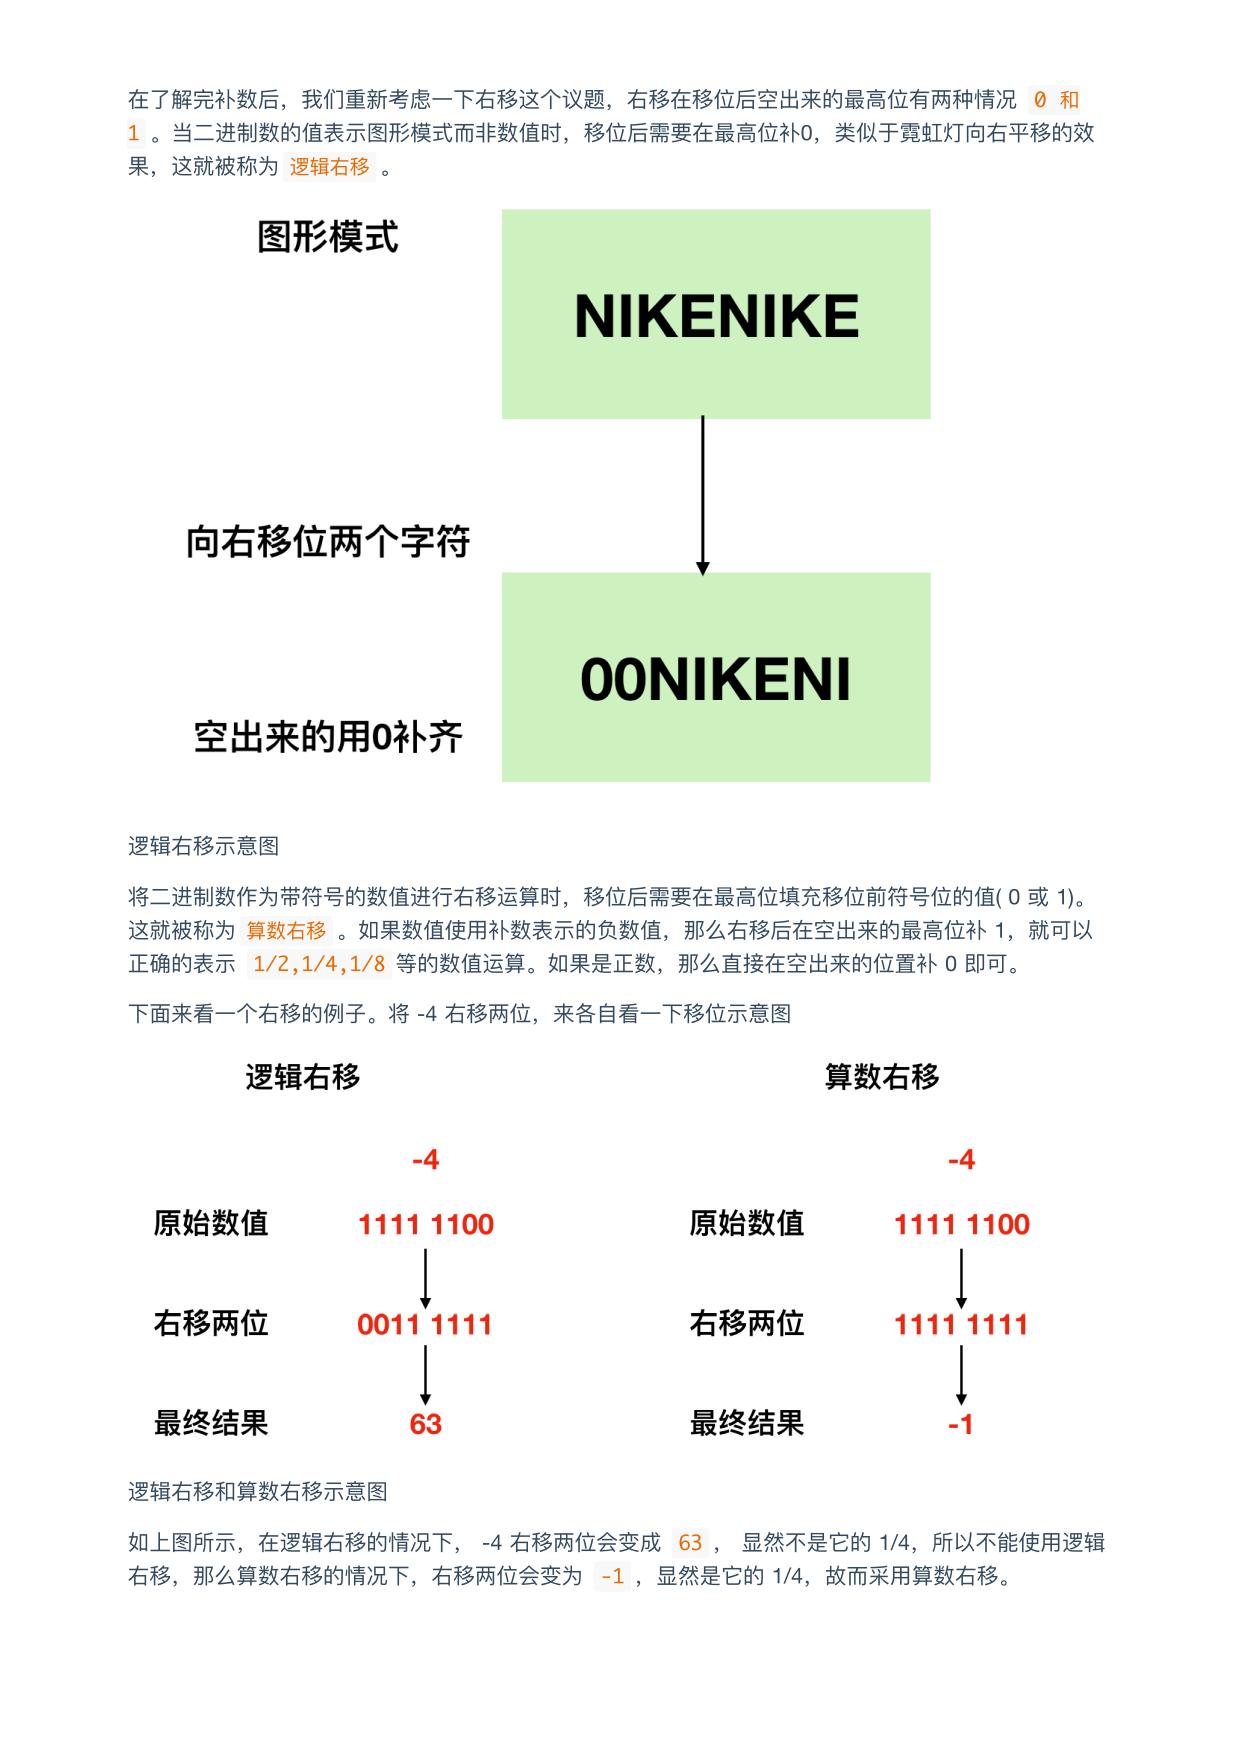 在了解完补数后，我们重新考虑一下右移这个议题，右移在移位后空出来的最高位有两种情况 0 和
1 。当二进制数的值表示图形模式而非数值时，移位后需要在最高位补0，类似于霓虹灯向右平移的效
果，这就被称为 逻辑右移 。
图形模式
NIKENIKE
向右移位两个字符
00NIKENI
空出来的用0补齐
逻辑右移示意图
将二进制数作为带符号的数值进行右移运算时，移位后需要在最高位填充移位前符号位的值( 0 或 1)。
这就被称为 算数右移 。如果数值使用补数表示的负数值，那么右移后在空出来的最高位补 1，就可以
正确的表示 1/2,1/4,1/8 等的数值运算。如果是正数，那么直接在空出来的位置补 0 即可。
下面来看一个右移的例子。将 -4 右移两位，来各自看一下移位示意图
逻辑右移 算数右移
-4 -4
原始数值 1111 1100 原始数值 1111 1100
右移两位 0011 1111 右移两位 1111 1111
最终结果 63 最终结果 -1
逻辑右移和算数右移示意图
如上图所示，在逻辑右移的情况下， -4 右移两位会变成 63 ， 显然不是它的 1/4，所以不能使用逻辑
右移，那么算数右移的情况下，右移两位会变为 -1 ，显然是它的 1/4，故而采用算数右移。